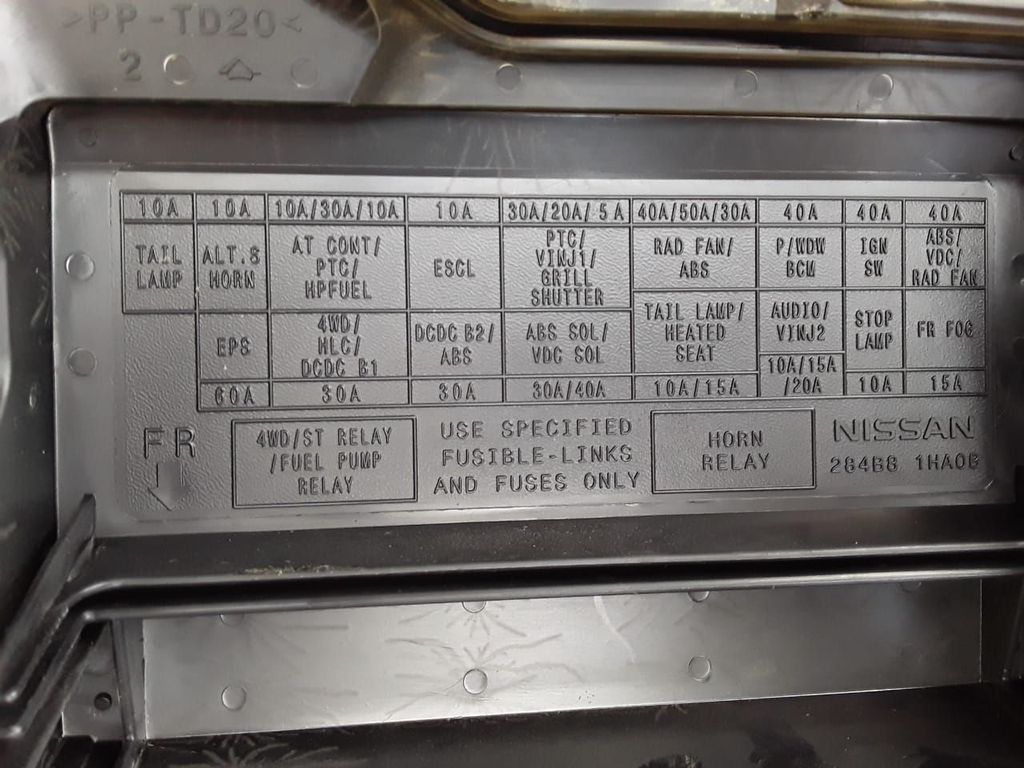 >PP-TD20<
2
10A 10A 10A/30A/10A 10A 30A/20A/5A 40A/50A/30A 40A 40A 40A
TAIL LAMP
ALT.S HORN
AT CONT/
PTC/
HPFUEL
ESCL
PTC/
VINJ1/
GRILL
SHUTTER
RAD FAN/
ABS
P/WDW
BCM
IGN
SW
ABS/
VDC/
RAD FAN
EPS
4WD/
HLC/
DCDC B1
DCDC B2/
ABS
ABS SOL/
VDC SOL
TAIL LAMP/
HEATED
SEAT
AUDIO/
VINJ2
STOP
LAMP
FR FOG
60A 30A 30A 30A/40A 10A/15A 10A/15A
/20A 10A 15A
FR
4WD/ST RELAY
/FUEL PUMP
RELAY
USE SPECIFIED
FUSIBLE-LINKS
AND FUSES ONLY
HORN
RELAY
NISSAN
284B8 1HA0B